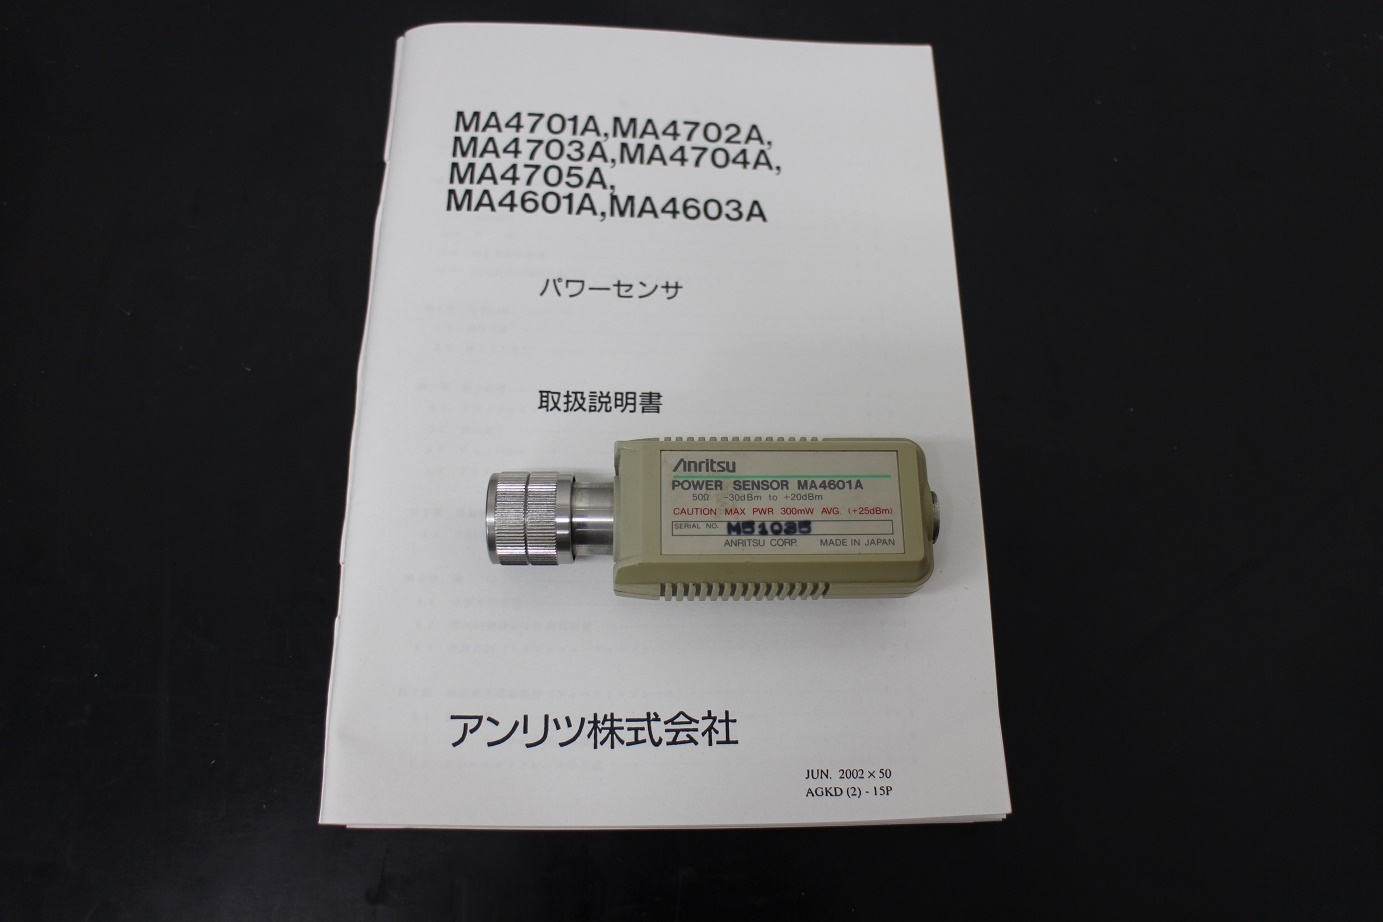 MA4701A,MA4702A,
MA4703A,MA4704A,
MA4705A,
MA4601A,MA4603A
パワーセンサ
取扱説明書
Anritsu
POWER SENSOR MA4601A
50Ω -30dBm to +20dBm
CAUTION: MAX PWR 300mW AVG. (+25dBm)
SERIAL NO. M51035
ANRITSU CORP. MADE IN JAPAN
アンリツ株式会社
JUN. 2002×50
AGKD (2) - 15P